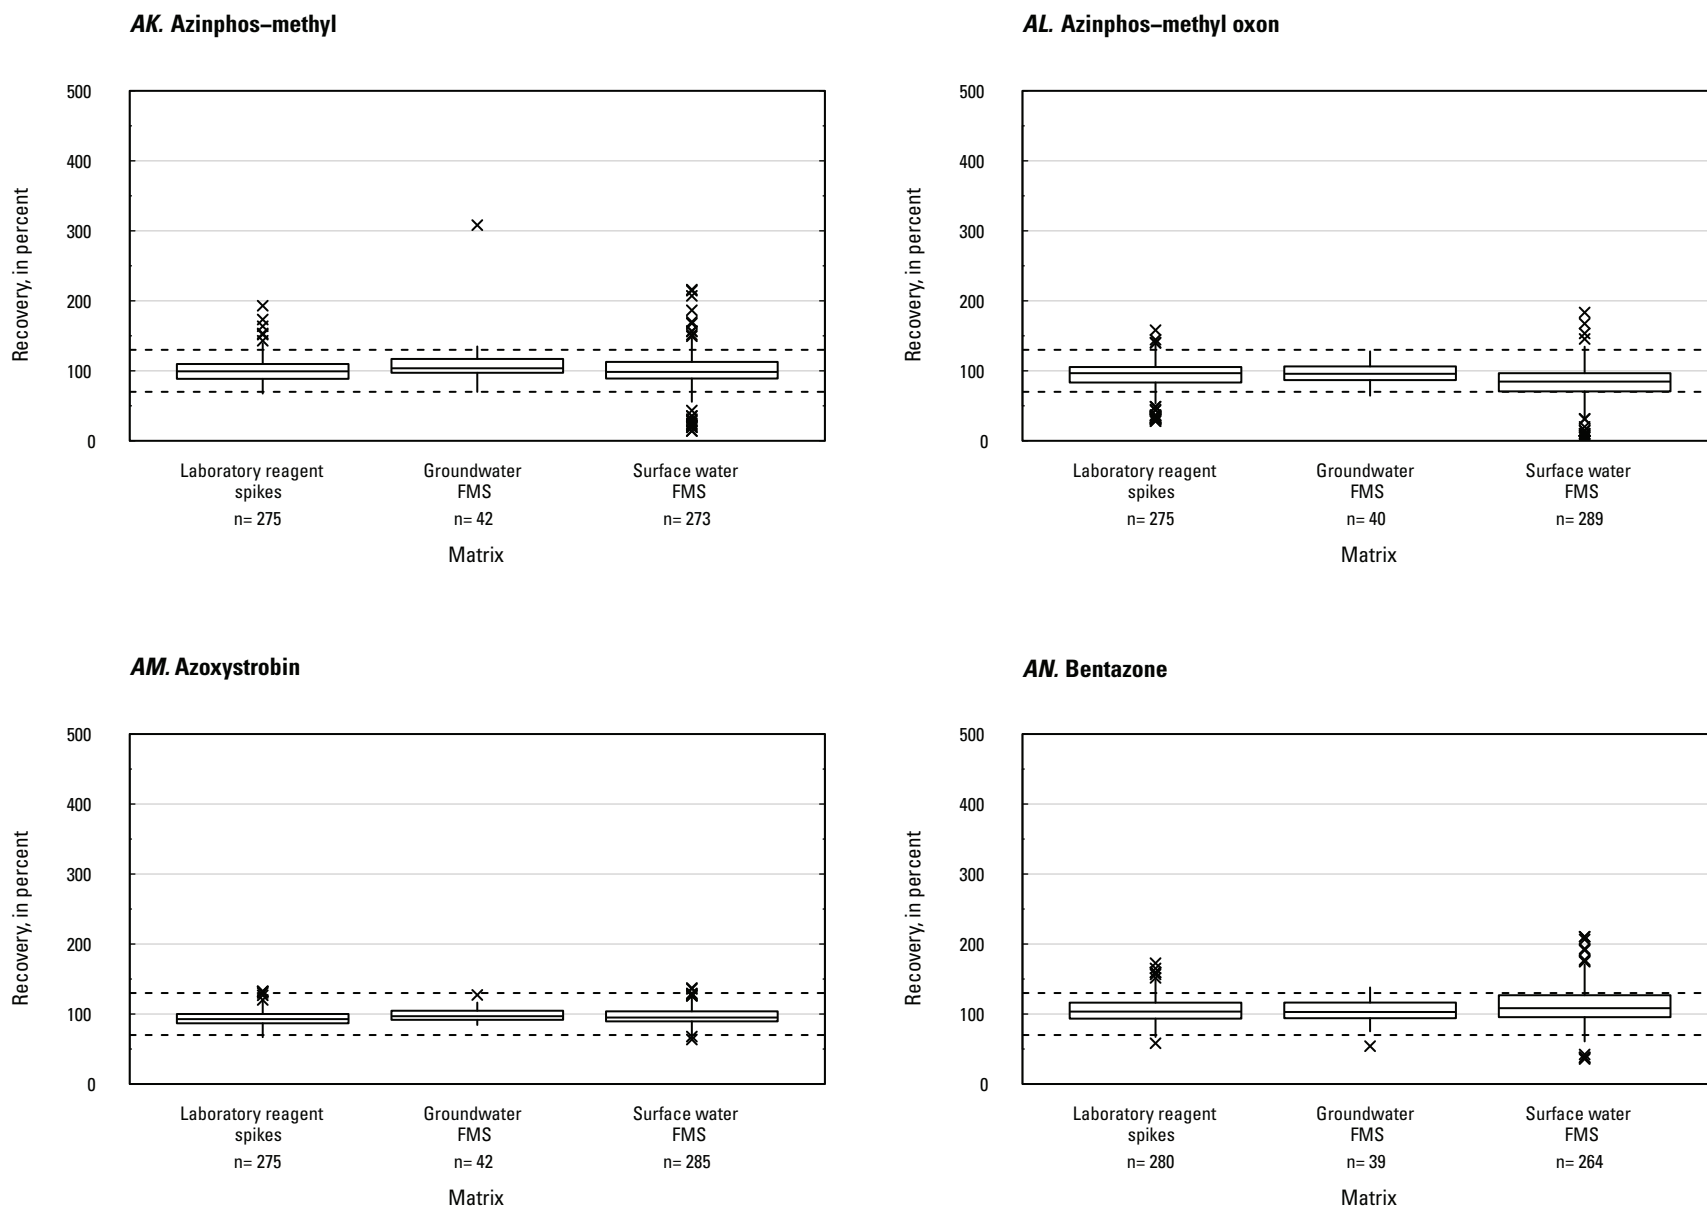 AK. Azinphos–methyl
500
400
300
200
100
0
Recovery, in percent
Laboratory reagent
spikes
n= 275
Groundwater
FMS
n= 42
Surface water
FMS
n= 273
Matrix
AL. Azinphos–methyl oxon
500
400
300
200
100
0
Recovery, in percent
Laboratory reagent
spikes
n= 275
Groundwater
FMS
n= 40
Surface water
FMS
n= 289
Matrix
AM. Azoxystrobin
500
400
300
200
100
0
Recovery, in percent
Laboratory reagent
spikes
n= 275
Groundwater
FMS
n= 42
Surface water
FMS
n= 285
Matrix
AN. Bentazone
500
400
300
200
100
0
Recovery, in percent
Laboratory reagent
spikes
n= 280
Groundwater
FMS
n= 39
Surface water
FMS
n= 264
Matrix